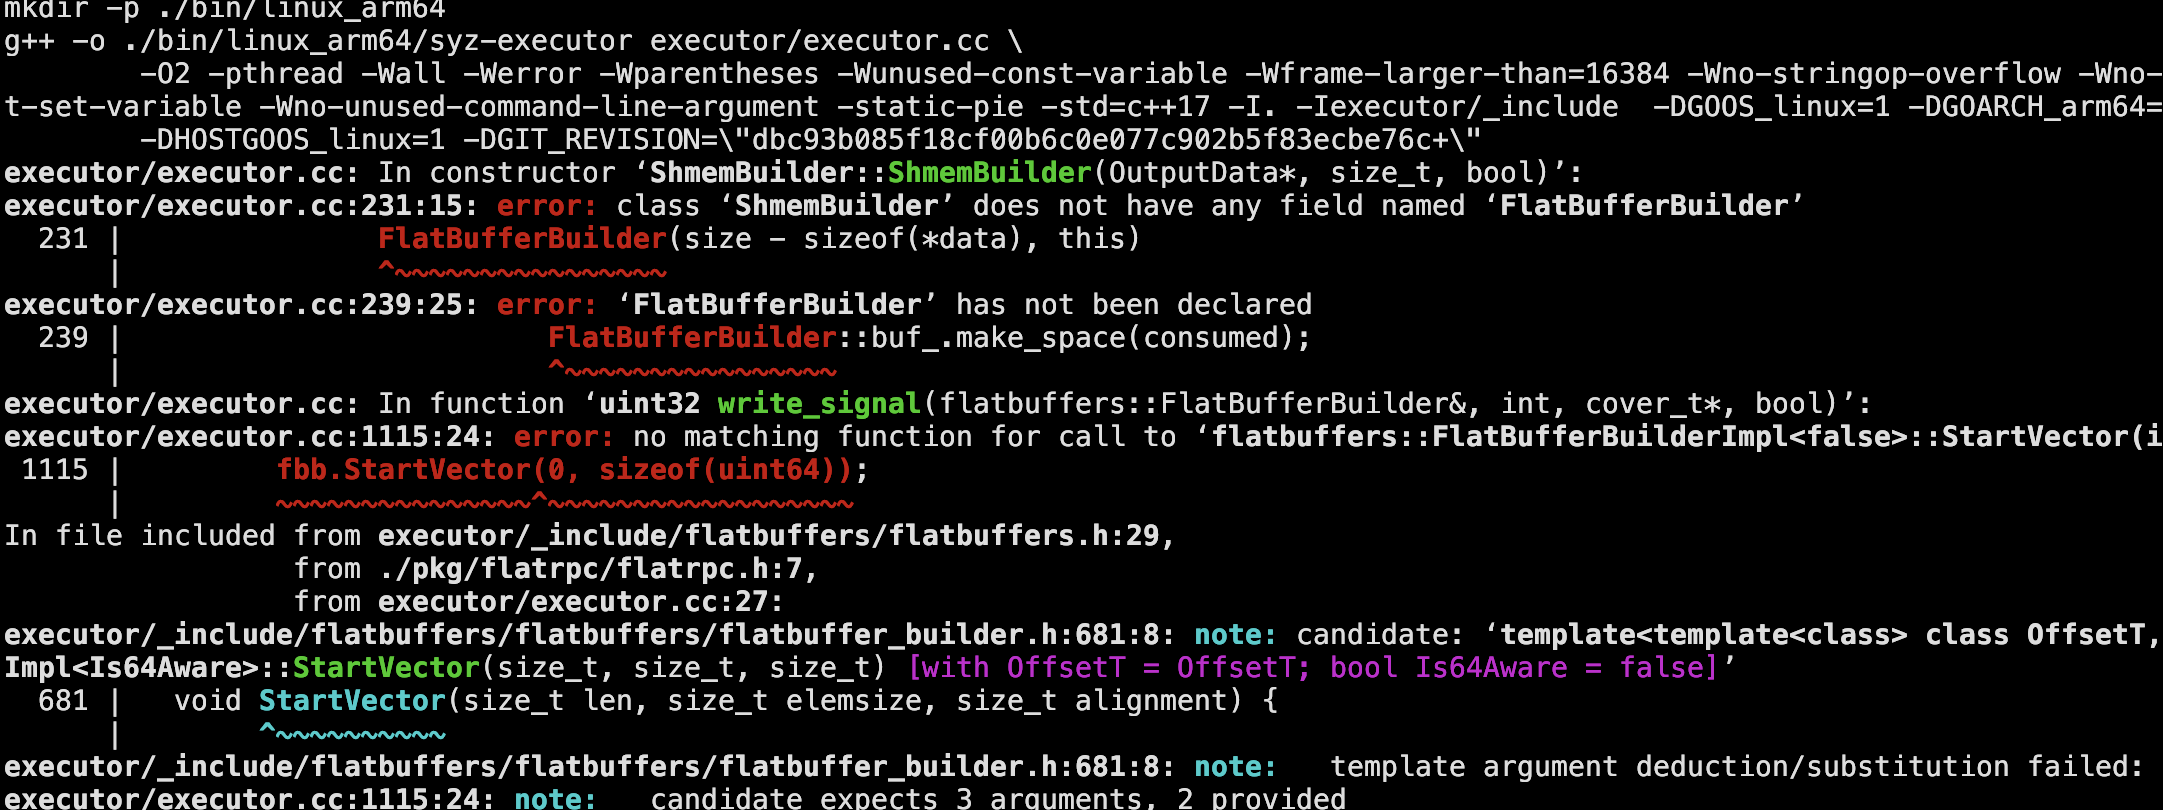 mkdir -p ./bin/linux_arm64
g++ -o ./bin/linux_arm64/syz-executor executor/executor.cc \
        -O2 -pthread -Wall -Werror -Wparentheses -Wunused-const-variable -Wframe-larger-than=16384 -Wno-stringop-overflow -Wno-
t-set-variable -Wno-unused-command-line-argument -static-pie -std=c++17 -I. -Iexecutor/_include  -DGOOS_linux=1 -DGOARCH_arm64=
        -DHOSTGOOS_linux=1 -DGIT_REVISION=\"dbc93b085f18cf00b6c0e077c902b5f83ecbe76c+\"
executor/executor.cc: In constructor ‘ShmemBuilder::ShmemBuilder(OutputData*, size_t, bool)’:
executor/executor.cc:231:15: error: class ‘ShmemBuilder’ does not have any field named ‘FlatBufferBuilder’
  231 |               FlatBufferBuilder(size - sizeof(*data), this)
      |               ^~~~~~~~~~~~~~~~~
executor/executor.cc:239:25: error: ‘FlatBufferBuilder’ has not been declared
  239 |                         FlatBufferBuilder::buf_.make_space(consumed);
      |                         ^~~~~~~~~~~~~~~~~
executor/executor.cc: In function ‘uint32 write_signal(flatbuffers::FlatBufferBuilder&, int, cover_t*, bool)’:
executor/executor.cc:1115:24: error: no matching function for call to ‘flatbuffers::FlatBufferBuilderImpl<false>::StartVector(i
 1115 |         fbb.StartVector(0, sizeof(uint64));
      |         ~~~~~~~~~~~~~~~^~~~~~~~~~~~~~~~~~~
In file included from executor/_include/flatbuffers/flatbuffers.h:29,
                 from ./pkg/flatrpc/flatrpc.h:7,
                 from executor/executor.cc:27:
executor/_include/flatbuffers/flatbuffers/flatbuffer_builder.h:681:8: note: candidate: ‘template<template<class> class OffsetT,
Impl<Is64Aware>::StartVector(size_t, size_t, size_t) [with OffsetT = OffsetT; bool Is64Aware = false]’
  681 |   void StartVector(size_t len, size_t elemsize, size_t alignment) {
      |        ^~~~~~~~~~~
executor/_include/flatbuffers/flatbuffers/flatbuffer_builder.h:681:8: note:   template argument deduction/substitution failed:
executor/executor.cc:1115:24: note:   candidate expects 3 arguments, 2 provided